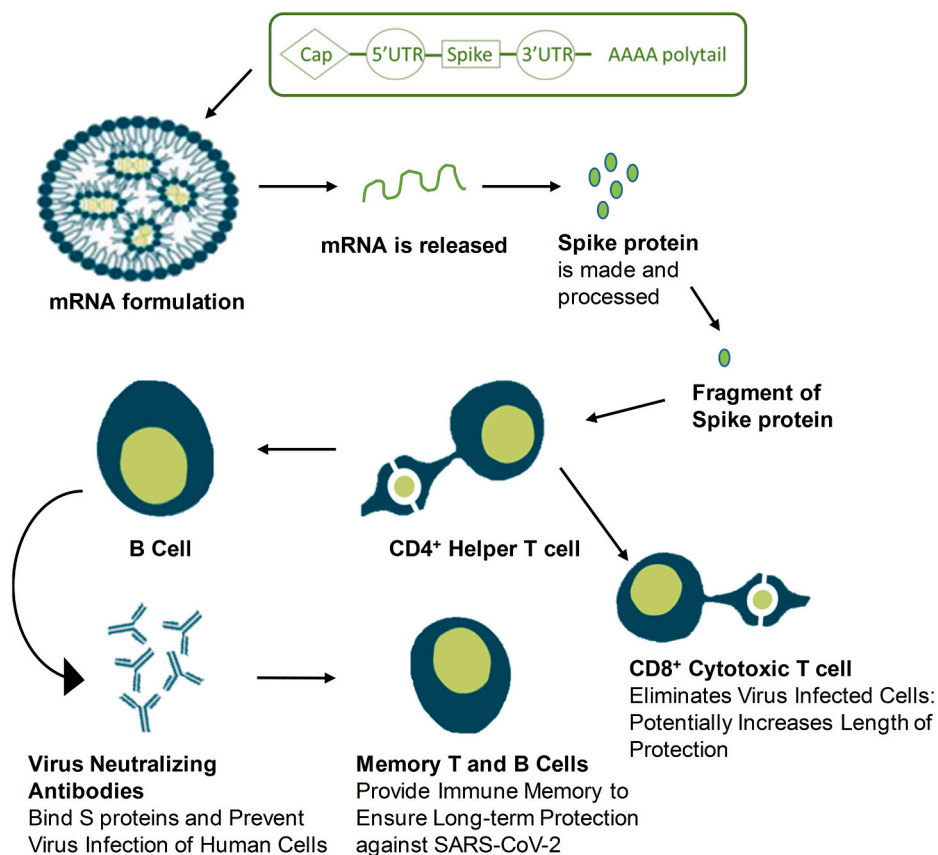 Cap 5'UTR Spike 3'UTR AAAA polytail
mRNA formulation
mRNA is released
Spike protein
is made and
processed
Fragment of
Spike protein
B Cell
CD4⁺ Helper T cell
CD8⁺ Cytotoxic T cell
Eliminates Virus Infected Cells:
Potentially Increases Length of
Protection
Virus Neutralizing
Antibodies
Bind S proteins and Prevent
Virus Infection of Human Cells
Memory T and B Cells
Provide Immune Memory to
Ensure Long-term Protection
against SARS-CoV-2